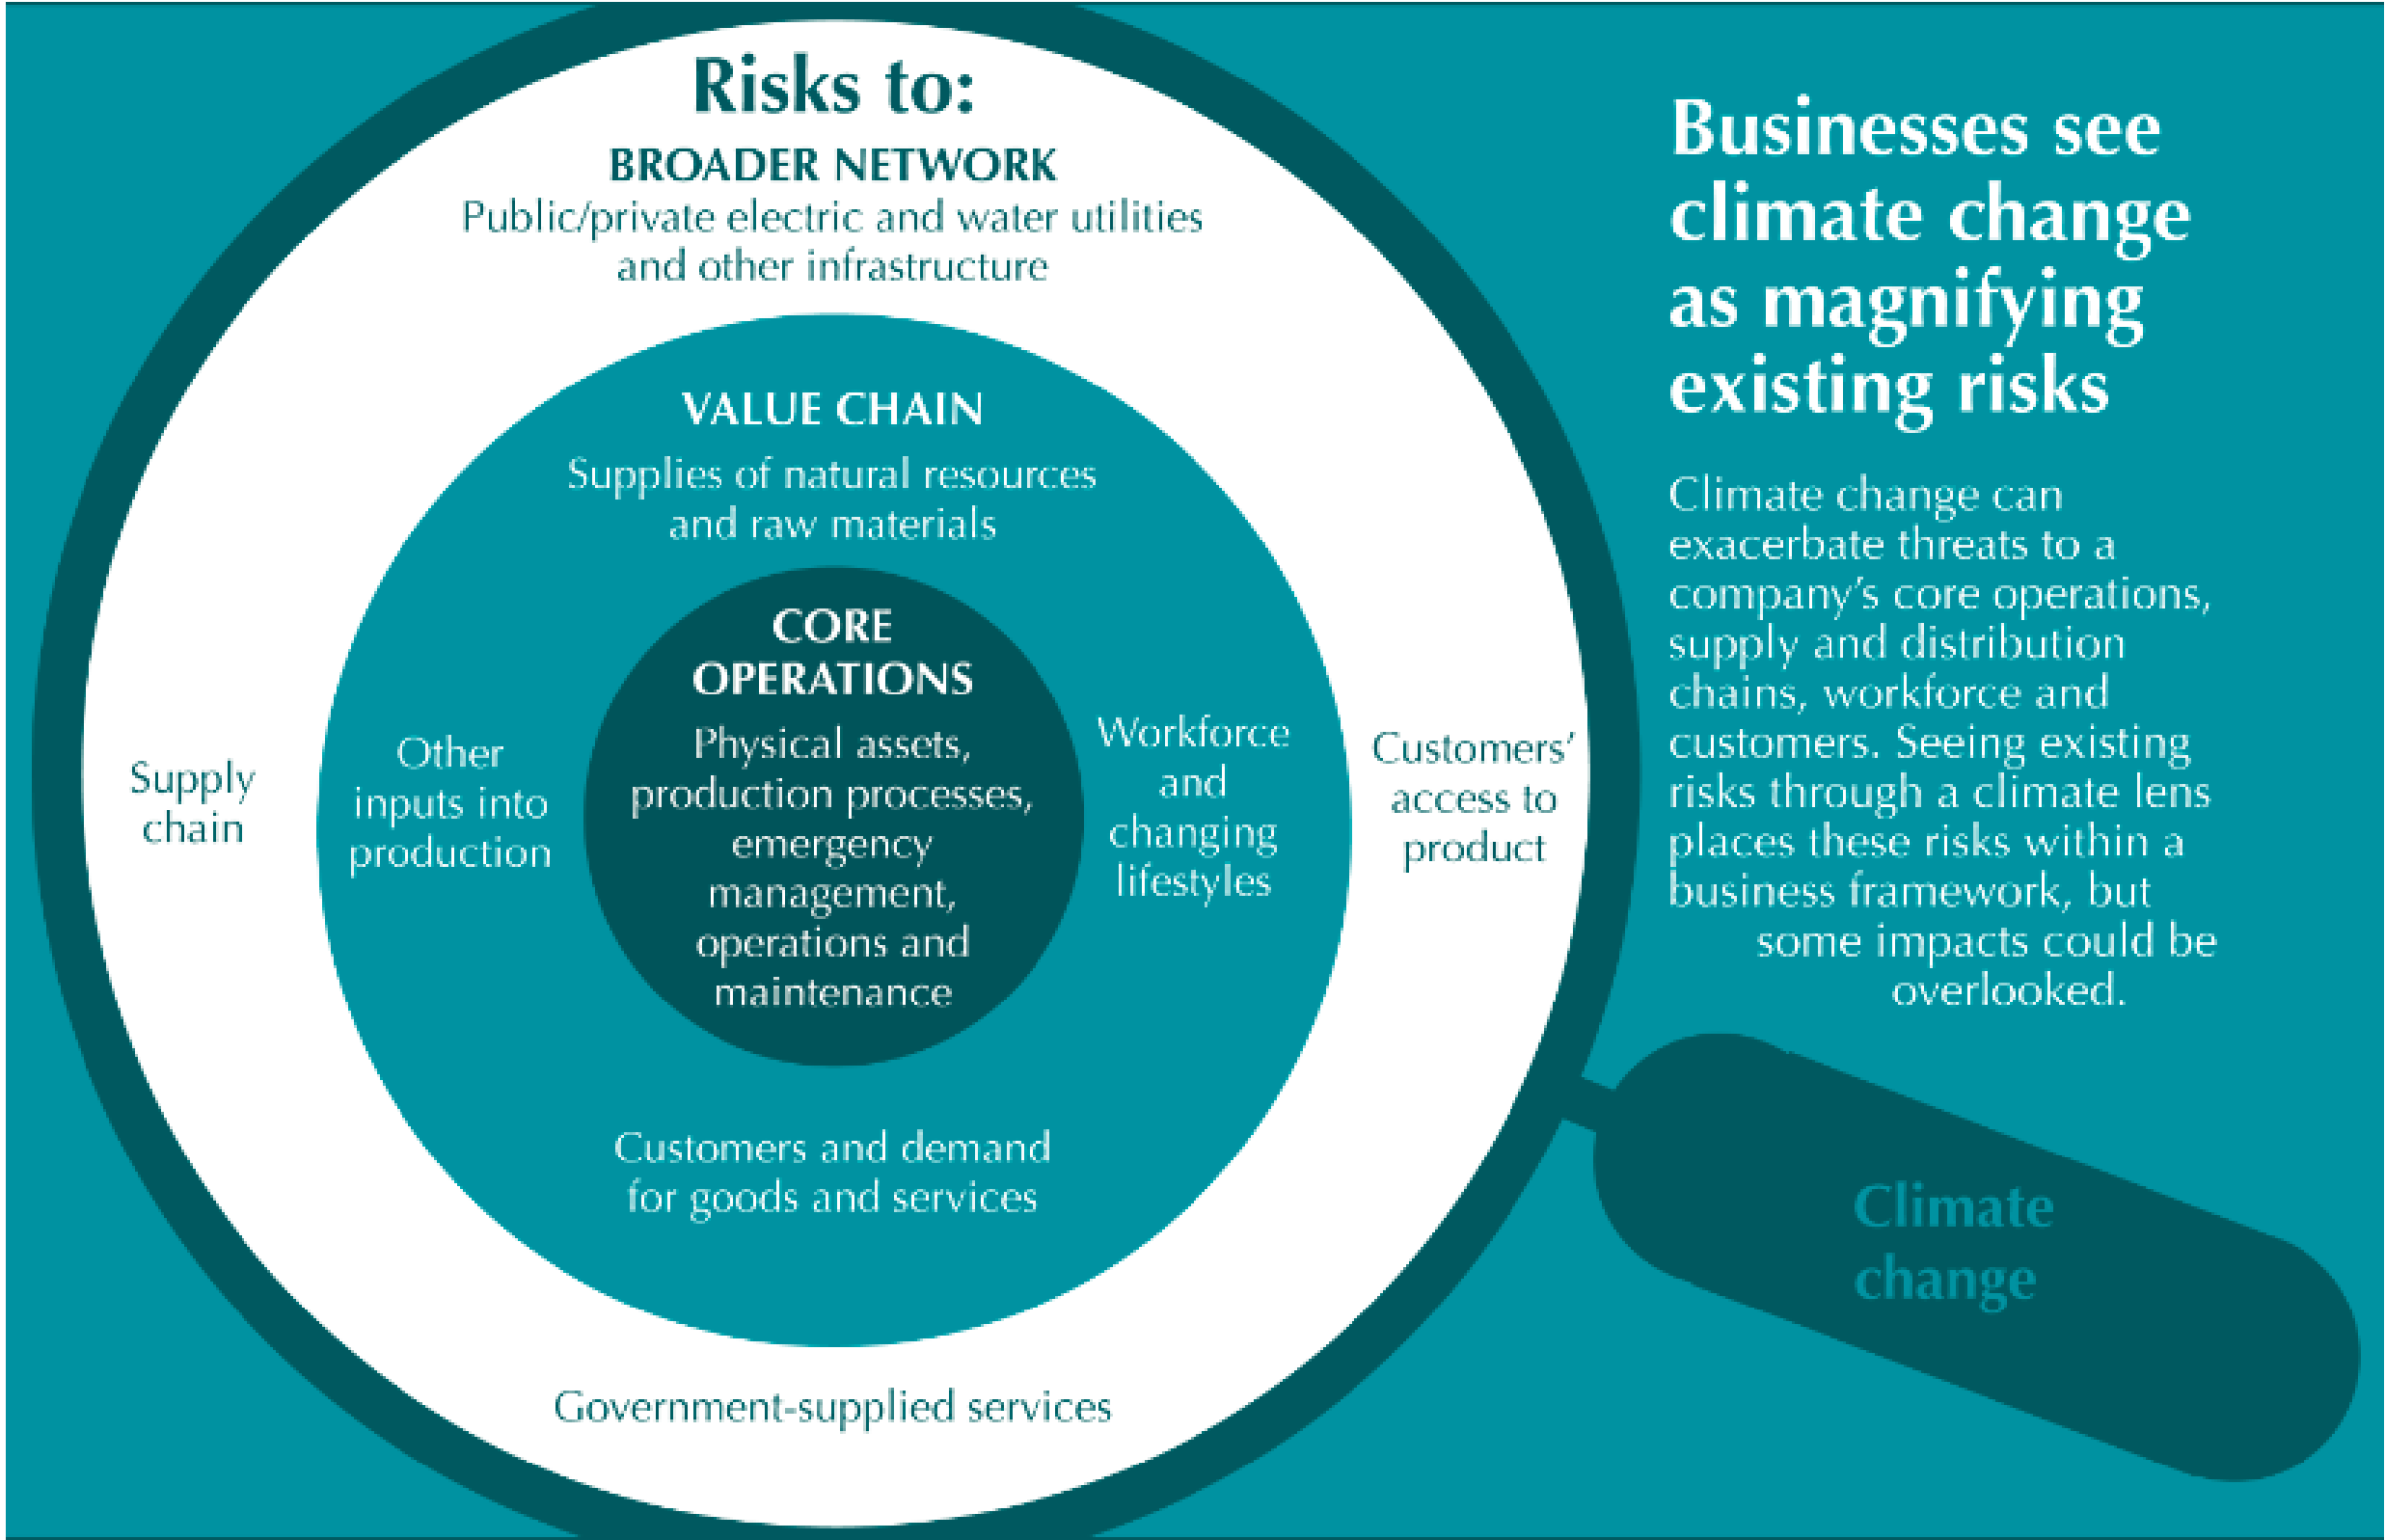 Risks to:
BROADER NETWORK
Public/private electric and water utilities
and other infrastructure
VALUE CHAIN
Supplies of natural resources
and raw materials
CORE
OPERATIONS
Physical assets,
production processes,
emergency
management,
operations and
maintenance
Supply
chain
Other
inputs into
production
Workforce
and
changing
lifestyles
Customers’
access to
product
Customers and demand
for goods and services
Government-supplied services
Businesses see
climate change
as magnifying
existing risks
Climate change can
exacerbate threats to a
company’s core operations,
supply and distribution
chains, workforce and
customers. Seeing existing
risks through a climate lens
places these risks within a
business framework, but
some impacts could be
overlooked.
Climate
change